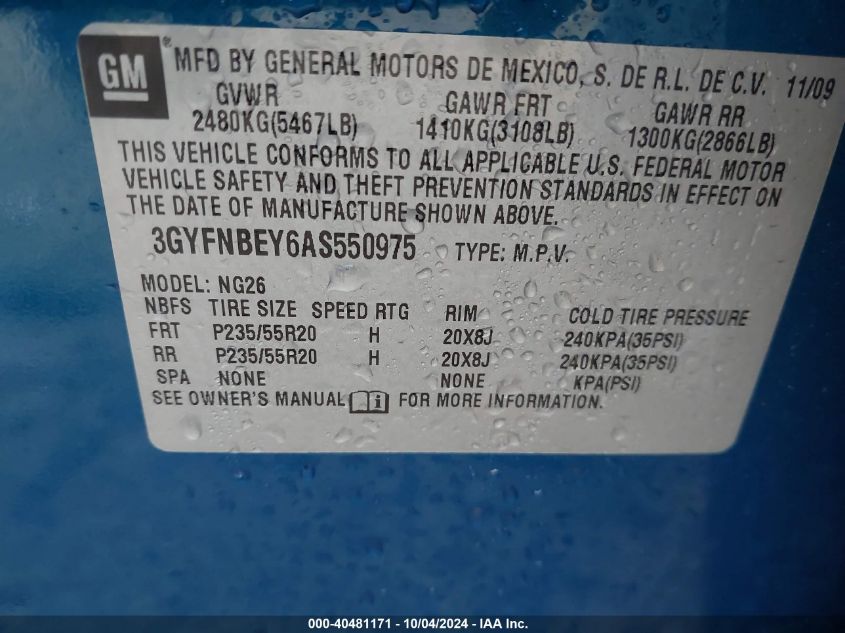 GM ® MFD BY GENERAL MOTORS DE MEXICO, S. DE R.L. DE C.V. 11/09
GVWR GAWR FRT GAWR RR
2480KG(5467LB) 1410KG(3108LB) 1300KG(2866LB)
THIS VEHICLE CONFORMS TO ALL APPLICABLE U.S. FEDERAL MOTOR
VEHICLE SAFETY AND THEFT PREVENTION STANDARDS IN EFFECT ON
THE DATE OF MANUFACTURE SHOWN ABOVE.
3GYFNBEY6AS550975 TYPE: M.P.V.
MODEL: NG26
NBFS TIRE SIZE SPEED RTG RIM COLD TIRE PRESSURE
FRT P235/55R20 H 20X8J 240KPA(35PSI)
RR P235/55R20 H 20X8J 240KPA(35PSI)
SPA NONE NONE KPA(PSI)
SEE OWNER'S MANUAL FOR MORE INFORMATION.
000-40481171 - 10/04/2024 - IAA Inc.